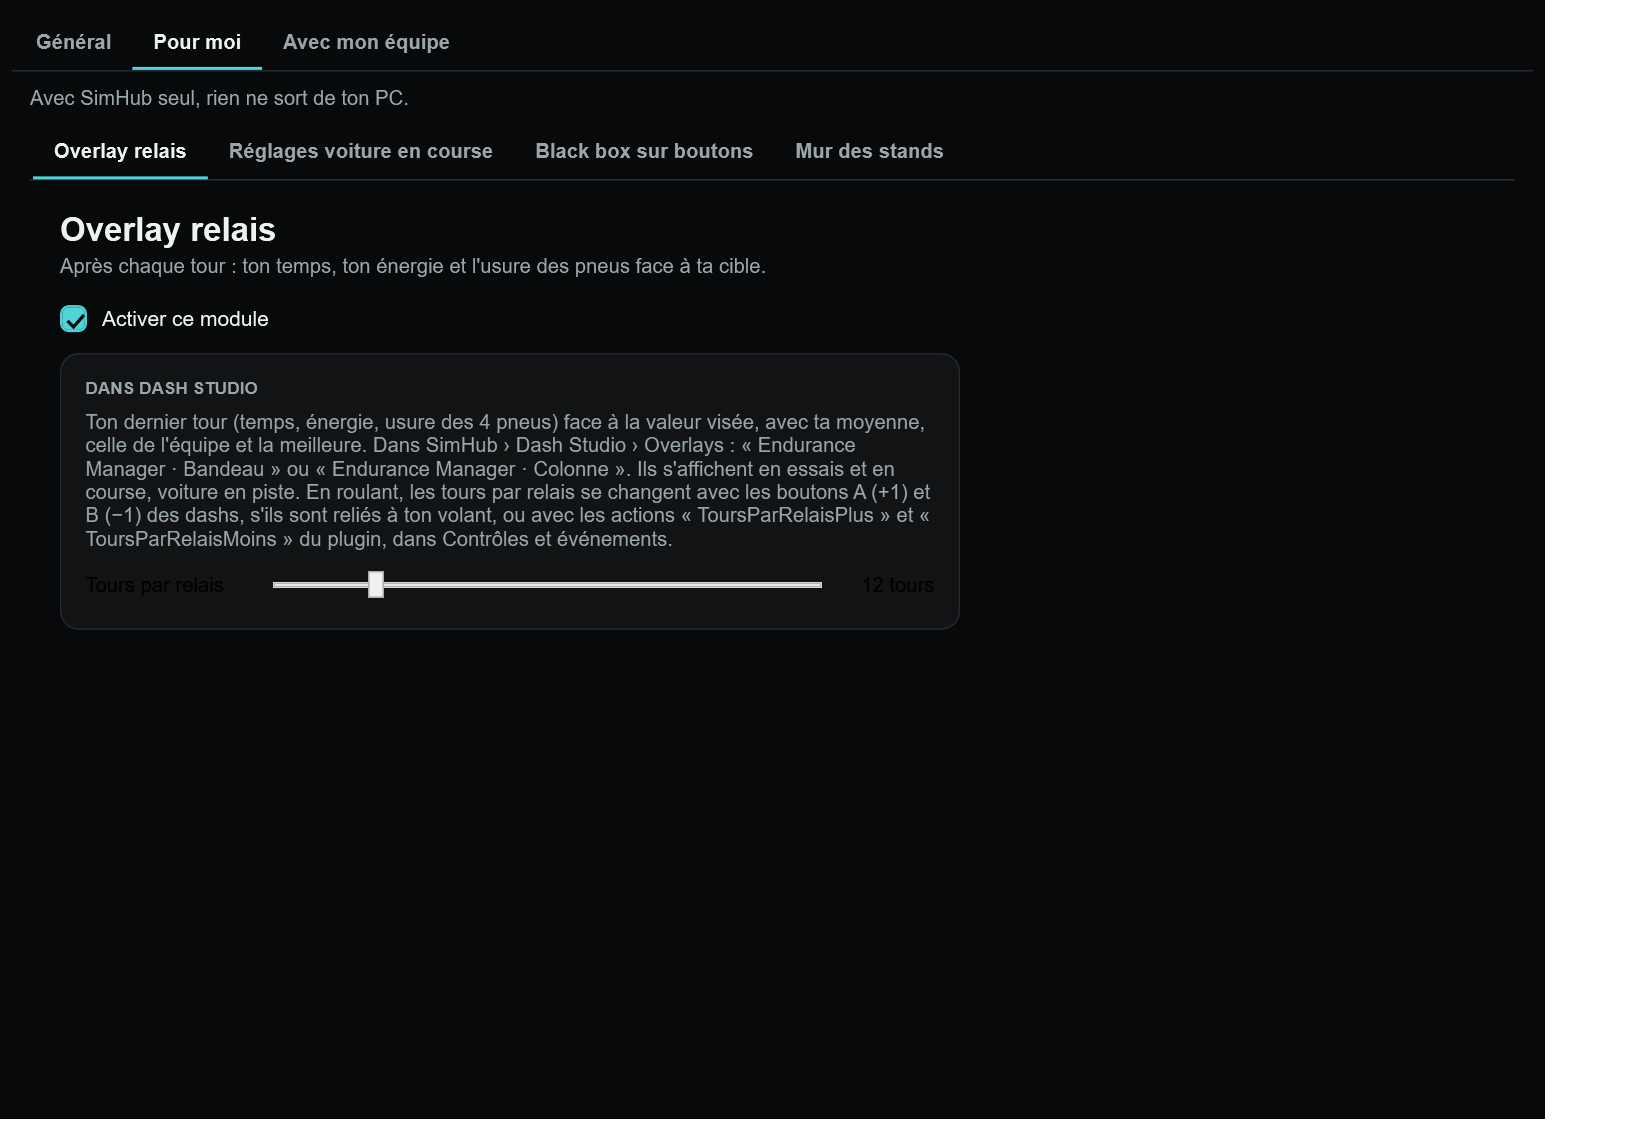 Général Pour moi Avec mon équipe
Avec SimHub seul, rien ne sort de ton PC.
Overlay relais Réglages voiture en course Black box sur boutons Mur des stands
Overlay relais
Après chaque tour : ton temps, ton énergie et l'usure des pneus face à ta cible.
Activer ce module
DANS DASH STUDIO
Ton dernier tour (temps, énergie, usure des 4 pneus) face à la valeur visée, avec ta moyenne,
celle de l'équipe et la meilleure. Dans SimHub › Dash Studio › Overlays : « Endurance
Manager · Bandeau » ou « Endurance Manager · Colonne ». Ils s'affichent en essais et en
course, voiture en piste. En roulant, les tours par relais se changent avec les boutons A (+1) et
B (−1) des dashs, s'ils sont reliés à ton volant, ou avec les actions « ToursParRelaisPlus » et «
ToursParRelaisMoins » du plugin, dans Contrôles et événements.
Tours par relais 12 tours